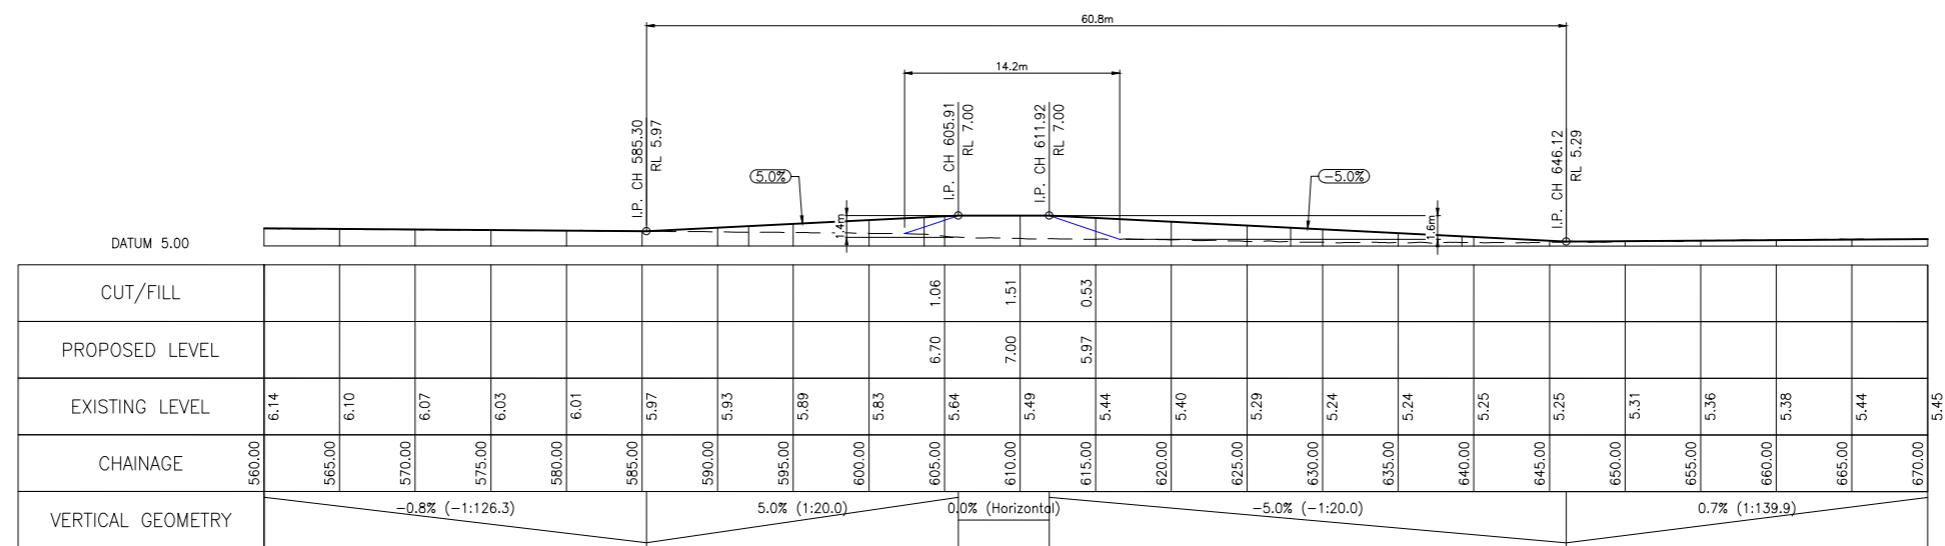 60.8m
14.2m
I.P. CH 585.30
RL 5.97
I.P. CH 605.91
RL 7.00
I.P. CH 611.92
RL 7.00
I.P. CH 646.12
RL 5.29
5.0%
-5.0%
1.4m
1.6m
DATUM 5.00
CUT/FILL 1.06 1.51 0.53
PROPOSED LEVEL 6.70 7.00 5.97
EXISTING LEVEL 6.14 6.10 6.07 6.03 6.01 5.97 5.93 5.89 5.83 5.64 5.49 5.44 5.40 5.29 5.24 5.24 5.25 5.25 5.31 5.36 5.38 5.44 5.45
CHAINAGE 560.00 565.00 570.00 575.00 580.00 585.00 590.00 595.00 600.00 605.00 610.00 615.00 620.00 625.00 630.00 635.00 640.00 645.00 650.00 655.00 660.00 665.00 670.00
VERTICAL GEOMETRY -0.8% (-1:126.3) 5.0% (1:20.0) 0.0% (Horizontal) -5.0% (-1:20.0) 0.7% (1:139.9)